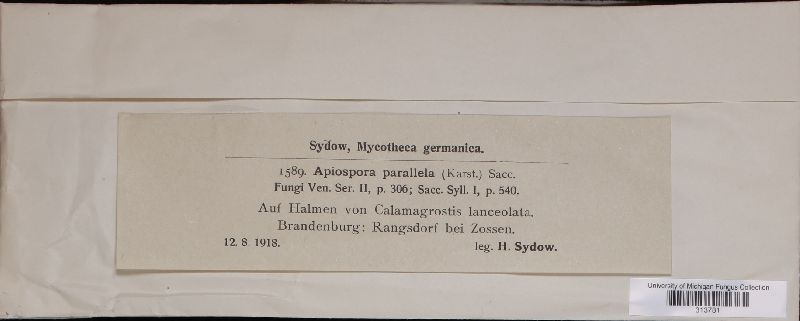 Sydow, Mycotheca germanica.
1589. Apiospora parallela (Karst.) Sacc.
Fungi Ven. Ser. II, p. 306; Sacc. Syll. I, p. 540.
Auf Halmen von Calamagrostis lanceolata.
Brandenburg: Rangsdorf bei Zossen.
12. 8. 1918. leg. H. Sydow.
University of Michigan Fungus Collection
313781